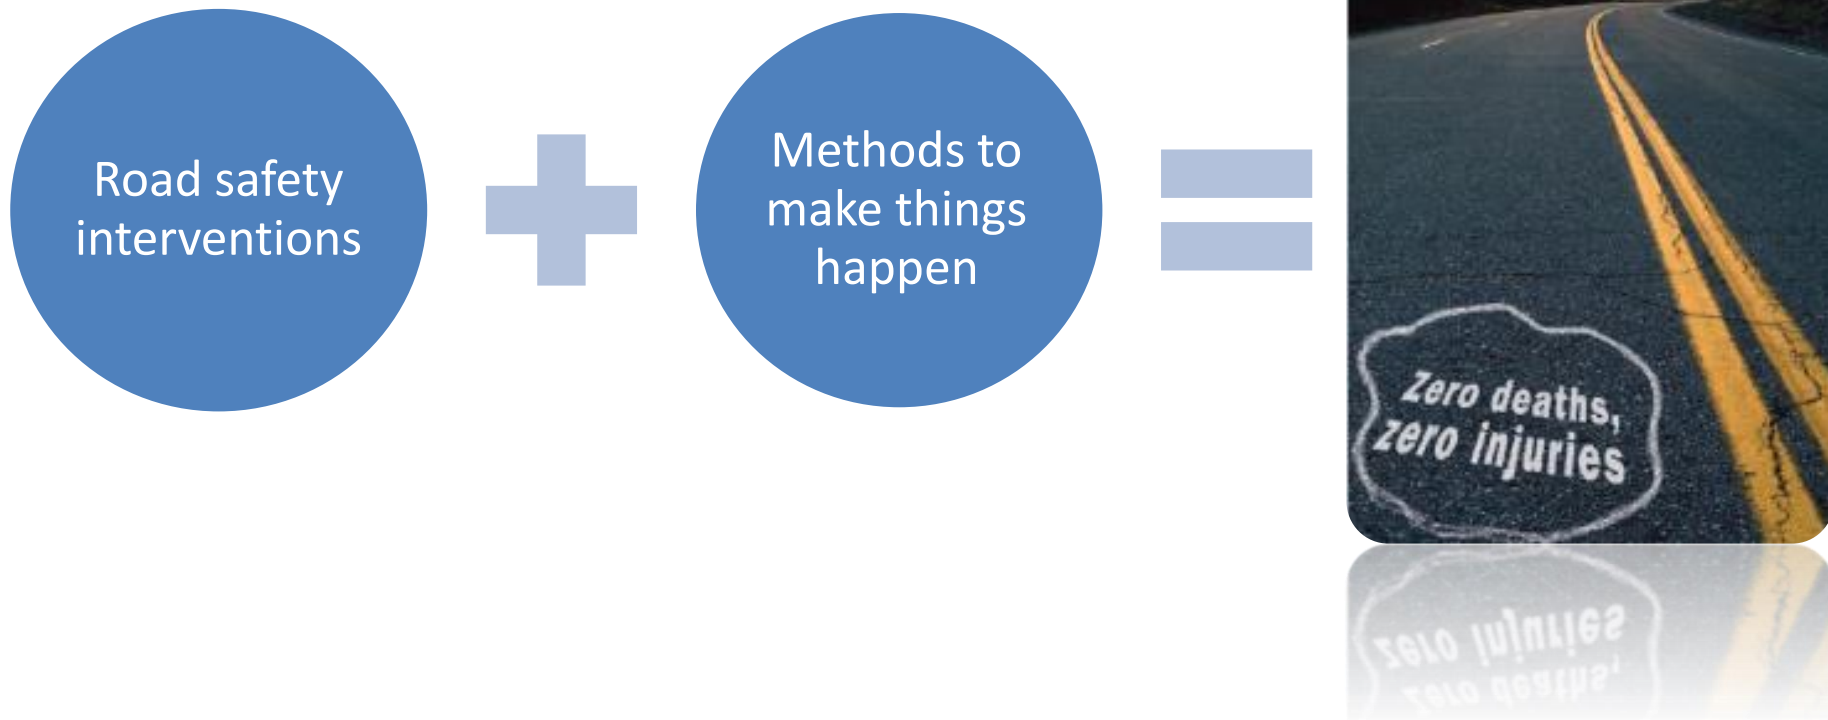 Road safety
interventions
Methods to
make things
happen
Zero deaths,
zero injuries